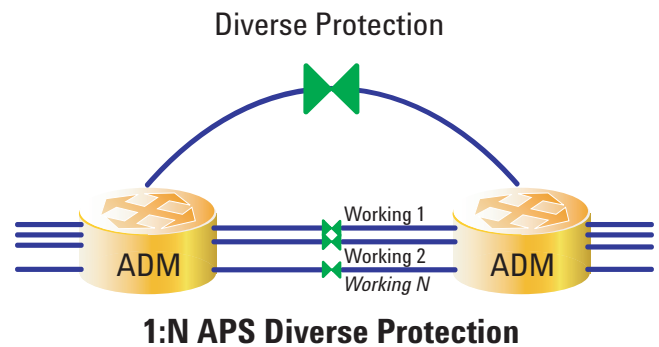 Diverse Protection
Working 1
ADM
Working 2
ADM
Working N
1:N APS Diverse Protection